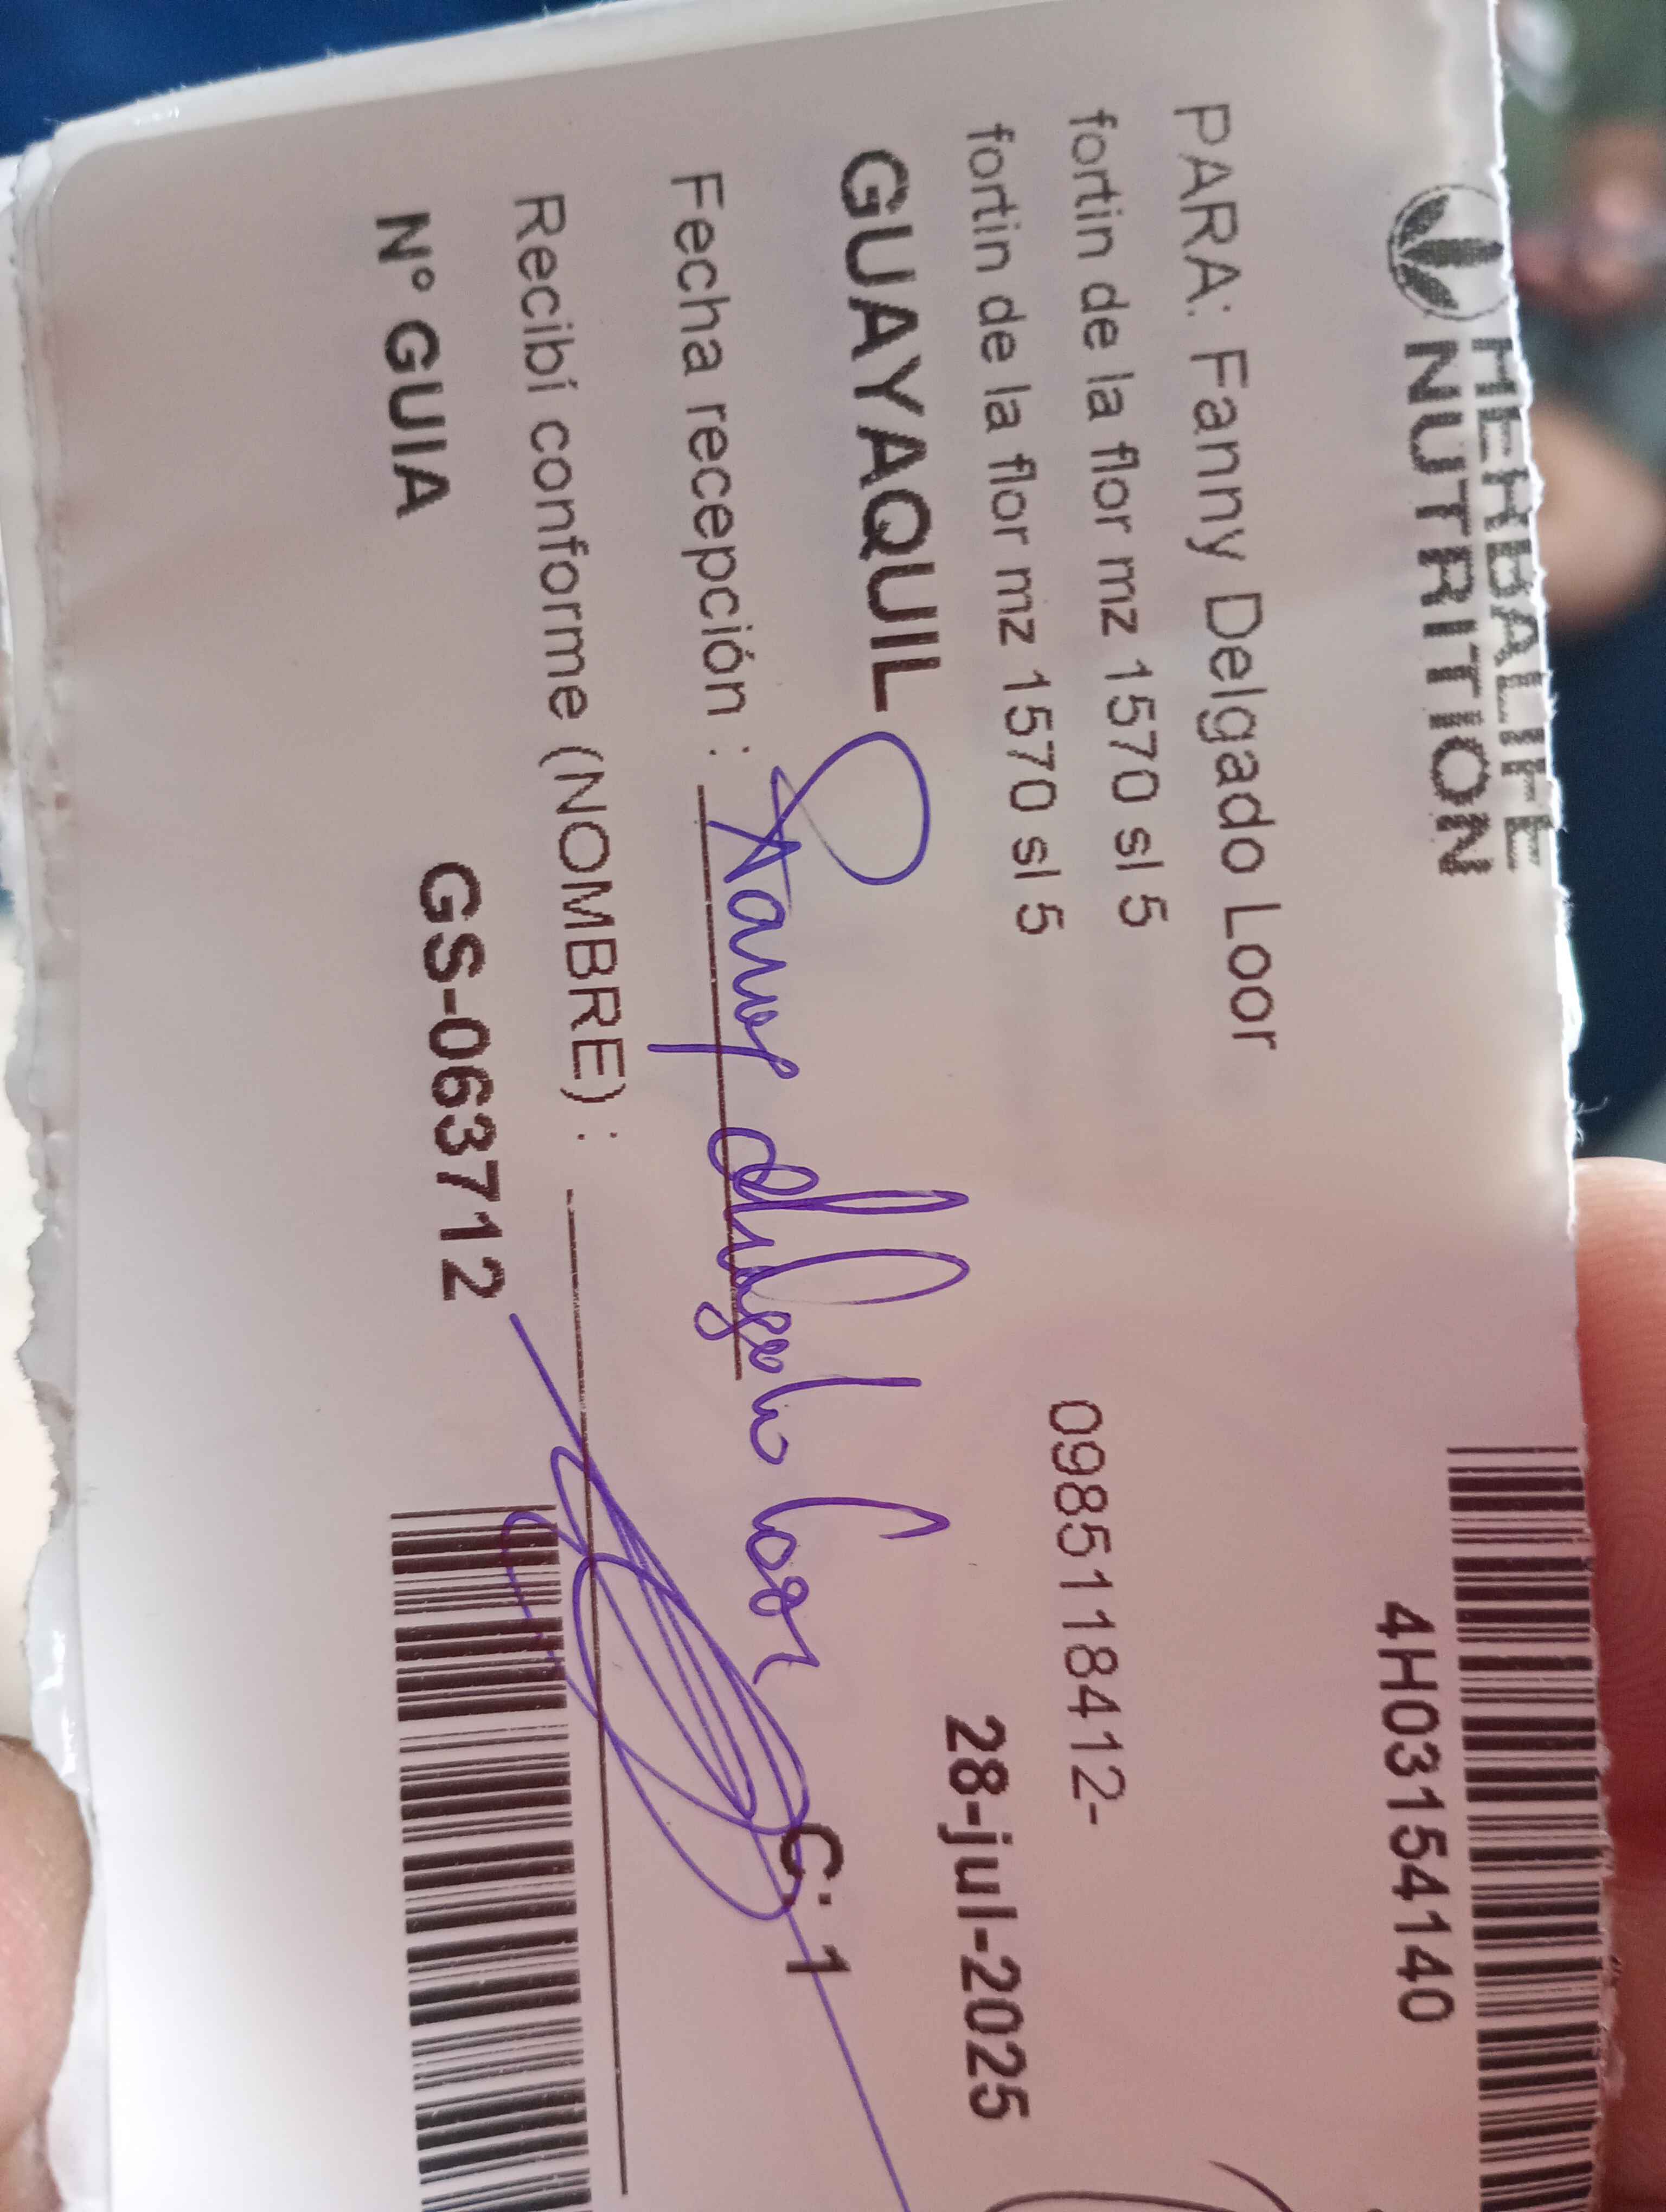 HERBALIFE
NUTRITION
4H03154140
PARA: Fanny Delgado Loor
fortin de la flor mz 1570 sl 5
0985118412-
fortin de la flor mz 1570 sl 5
GUAYAQUIL
28-jul-2025
Fecha recepción : Fanny Delgado Loor
C: 1
Recibí conforme (NOMBRE) :
N° GUIA
GS-063712